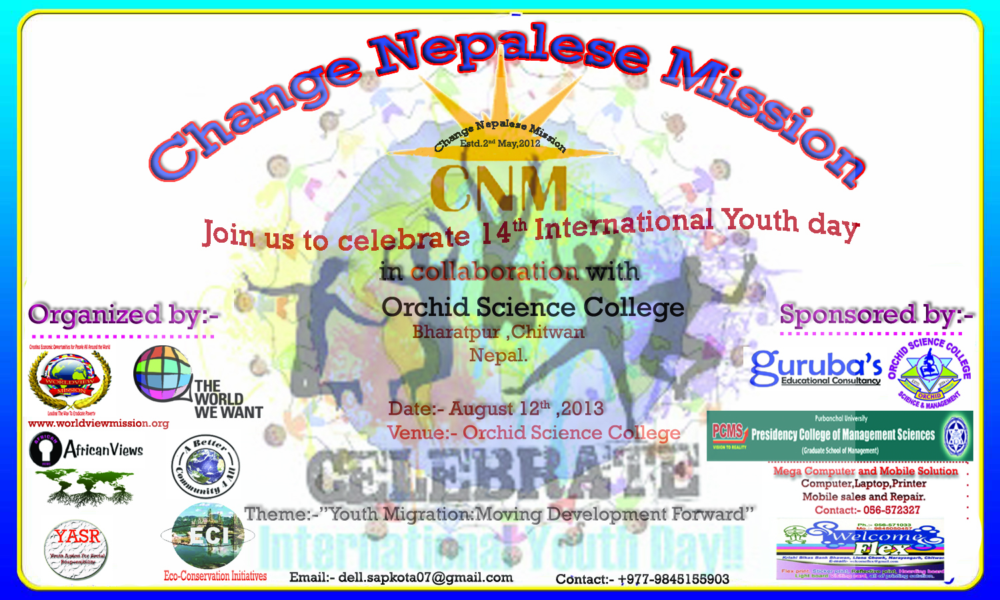 Change Nepalese Mission
Change Nepalese Mission
Estd.2nd May,2012
CNM
Join us to celebrate 14th International Youth day
in collaboration with
Orchid Science College
Bharatpur ,Chitwan
Nepal.
Date:- August 12th ,2013
Venue:- Orchid Science College
CELEBRATE
Theme:-"Youth Migration:Moving Development Forward"
International Youth Day!
Email:- dell.sapkota07@gmail.com
Contact:- +977-9845155903
Organized by:-
Creating Economic Opportunities for People All Around the World
WORLDVIEW
MISSION
Leading The Way To Eradicate Poverty
www.worldviewmission.org
THE
WORLD
WE WANT
AFRICAN
VIEWS
AfricanViews
A Better
Community 4 All
YASR
Youth Action For Social
Responsibility
ECI
Eco-Conservation Initiatives
Sponsored by:-
guruba's
Educational Consultancy
ORCHID SCIENCE COLLEGE
ESTD
ORCHID
SCIENCE & MANAGEMENT
Purbanchal University
PCMS
VISION TO REALITY
Presidency College of Management Sciences
(Graduate School of Management)
Mega Computer and Mobile Solution
Computer,Laptop,Printer
Mobile sales and Repair.
Contact:- 056-572327
Ph.:- 056-571033
Mo.:- 9845050457
Welcome
Flex
Krishi Bikas Bank Bhawan, Lions Chowk, Narayangarh, Chitwan
E-mail:- welcomeflex@gmail.com
Flex print, Sticker print, Reflective print, Hoarding board
Light board, visiting card, all of printing solution.